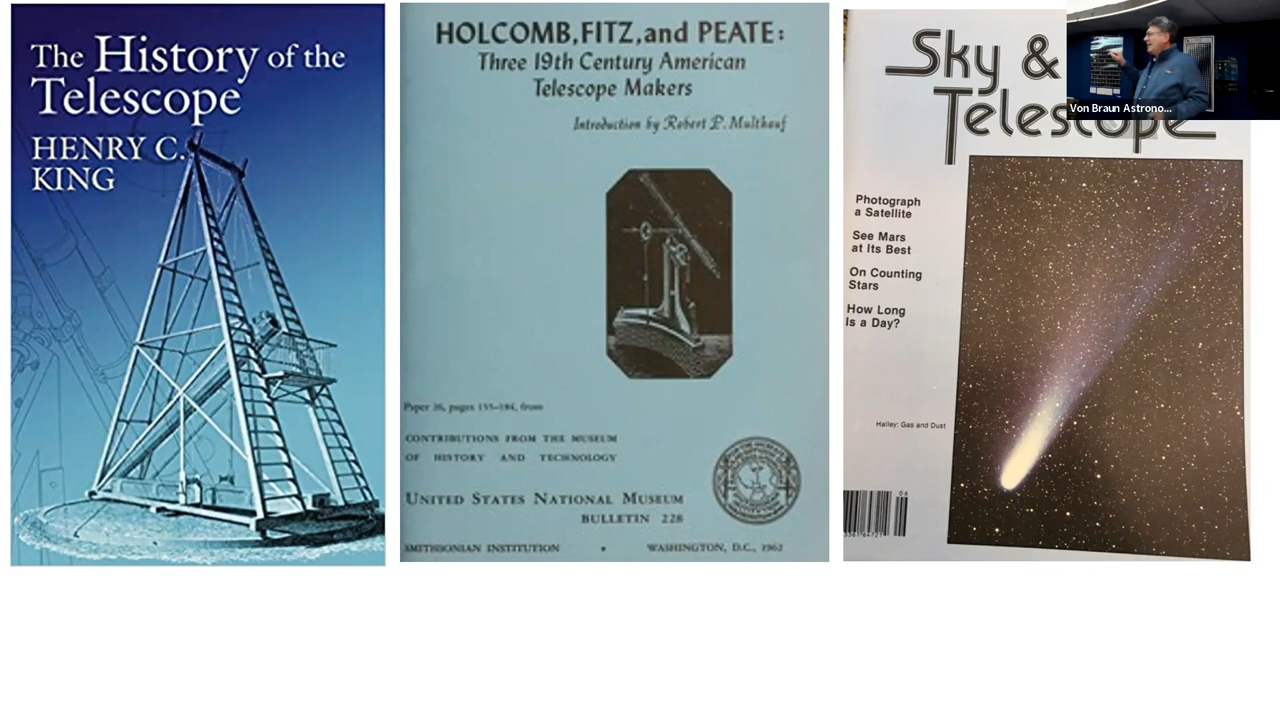 The History of the
Telescope
HENRY C.
KING
HOLCOMB, FITZ, and PEATE:
Three 19th Century American
Telescope Makers
Introduction by Robert P. Multhauf
Paper 26, pages 155–184, from
CONTRIBUTIONS FROM THE MUSEUM
OF HISTORY AND TECHNOLOGY
UNITED STATES NATIONAL MUSEUM
BULLETIN 228
SMITHSONIAN INSTITUTION • WASHINGTON, D.C., 1962
Sky &
Telescope
Photograph
a Satellite
See Mars
at Its Best
On Counting
Stars
How Long
Is a Day?
Halley: Gas and Dust
06
Von Braun Astrono...